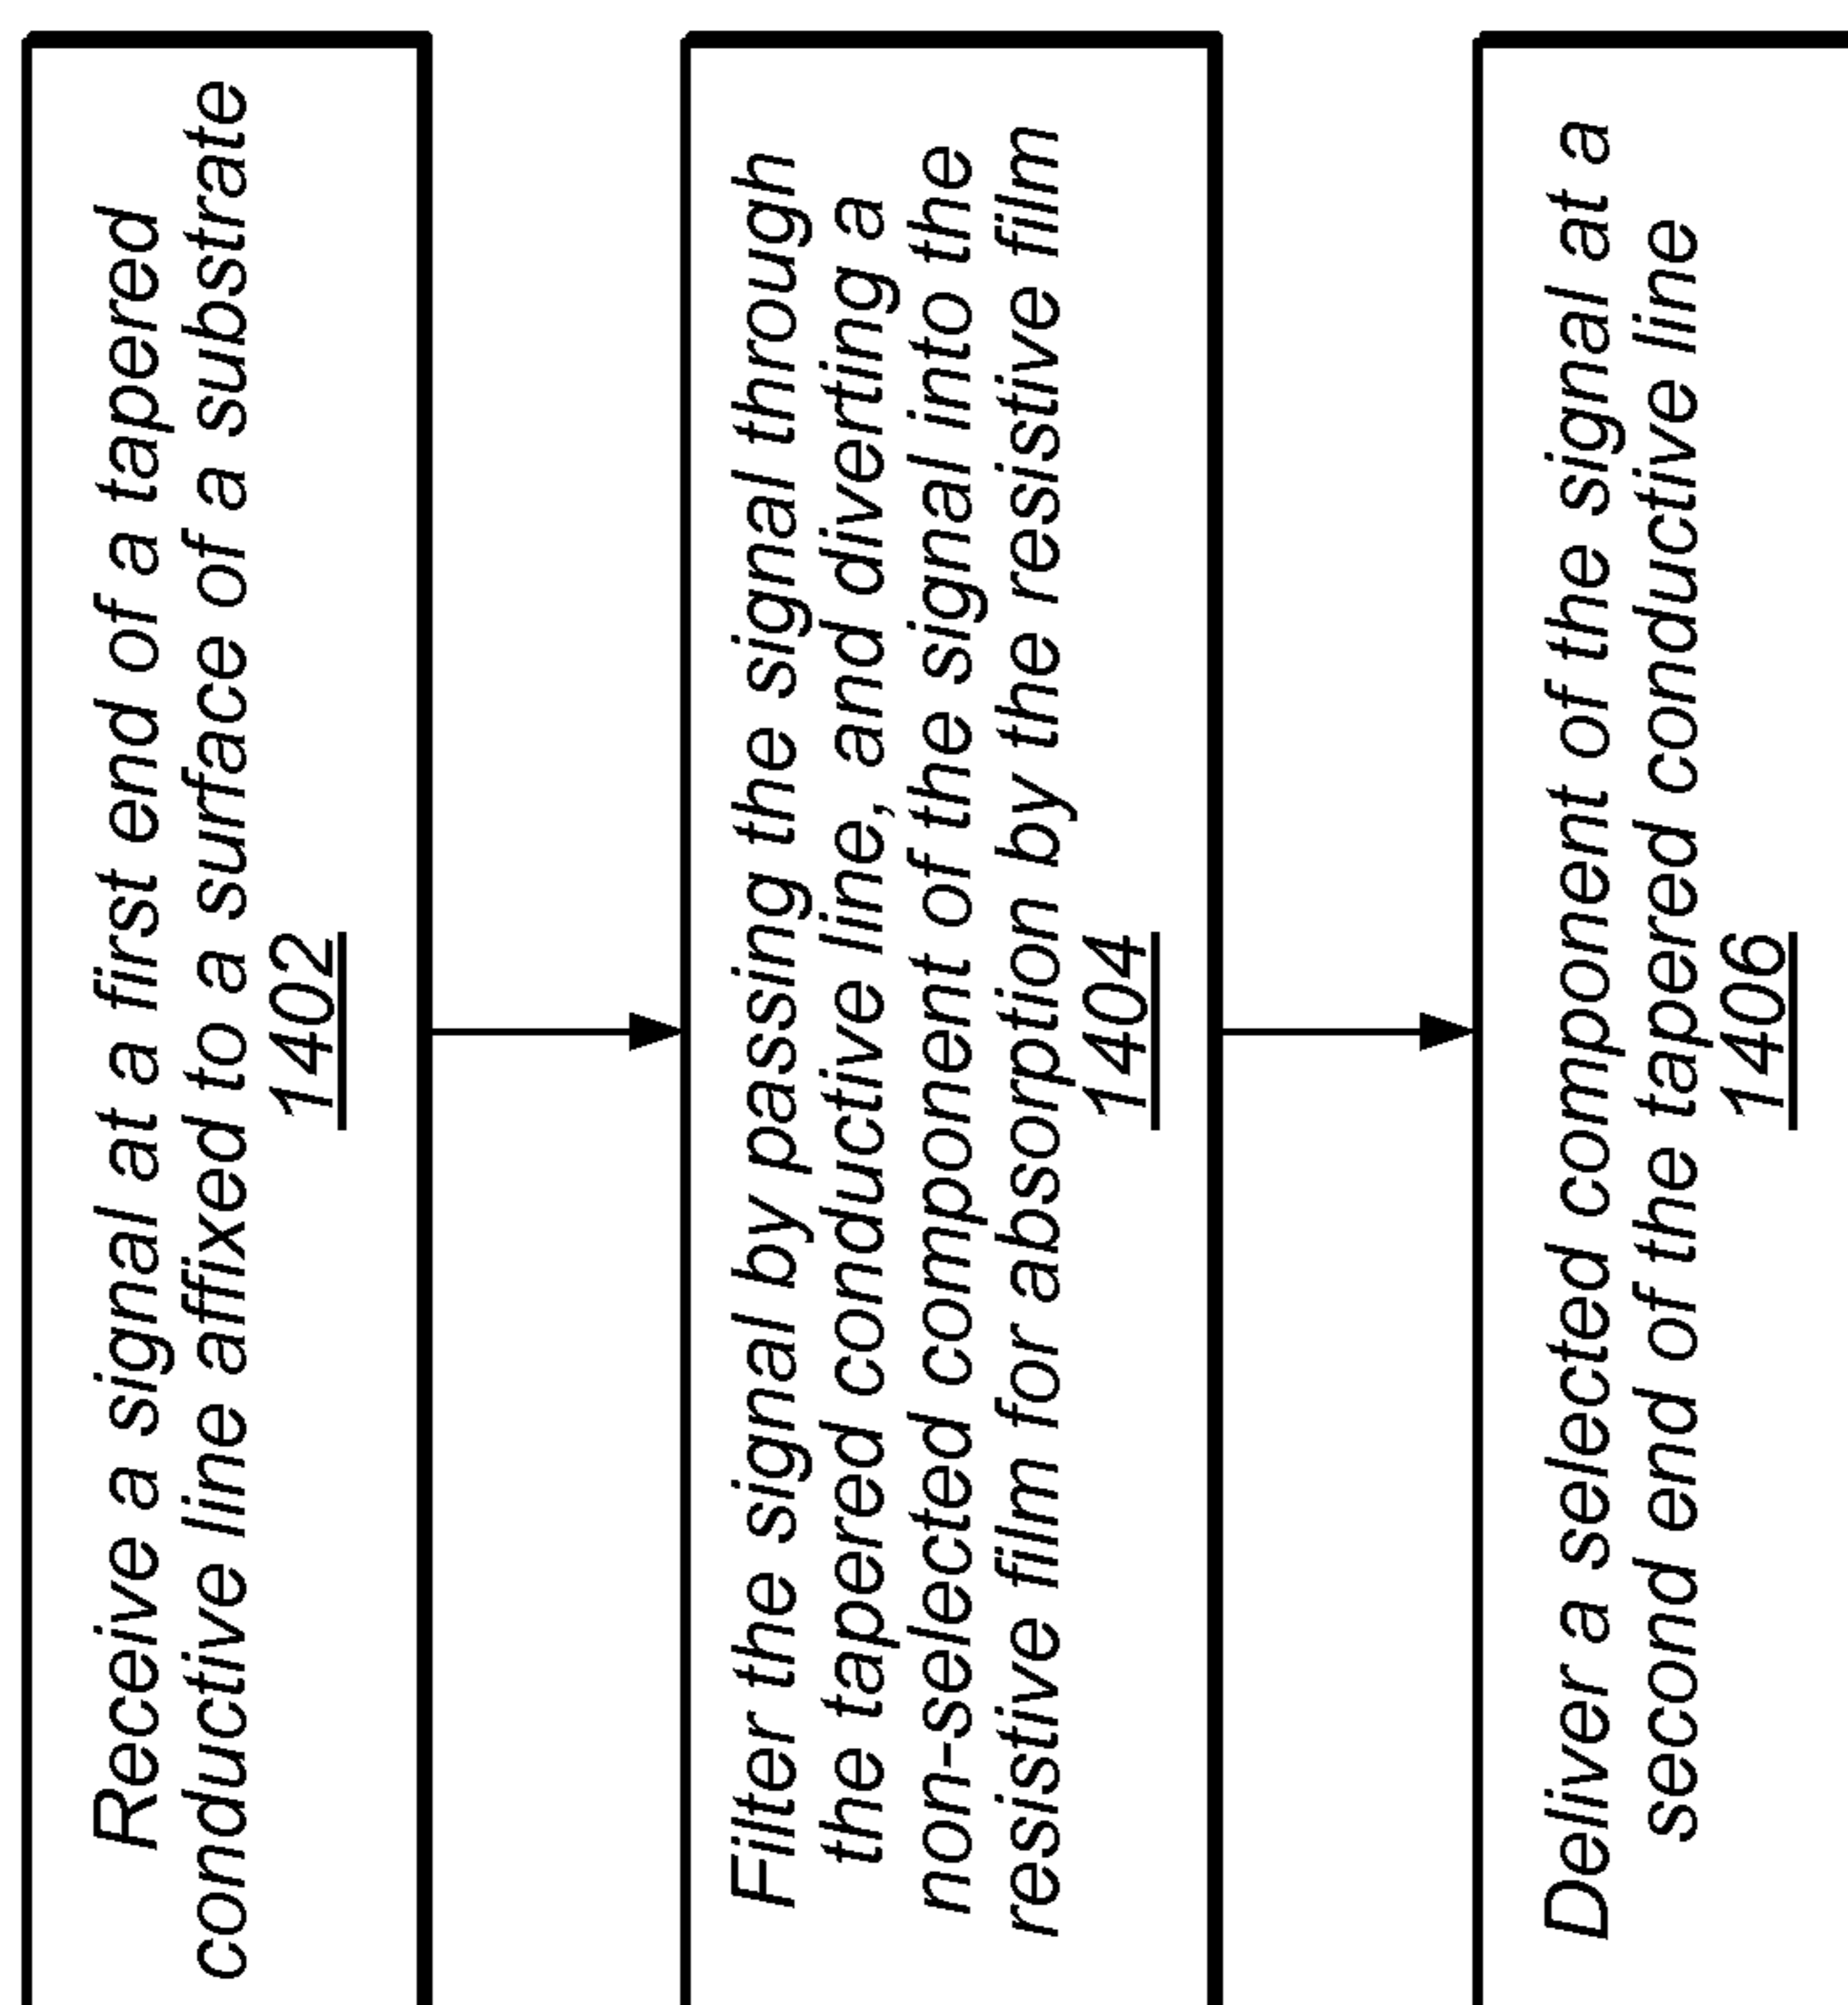 Receive a signal at a first end of a tapered
conductive line affixed to a surface of a substrate
1402
Filter the signal by passing the signal through
the tapered conductive line, and diverting a
non-selected component of the signal into the
resistive film for absorption by the resistive film
1404
Deliver a selected component of the signal at a
second end of the tapered conductive line
1406